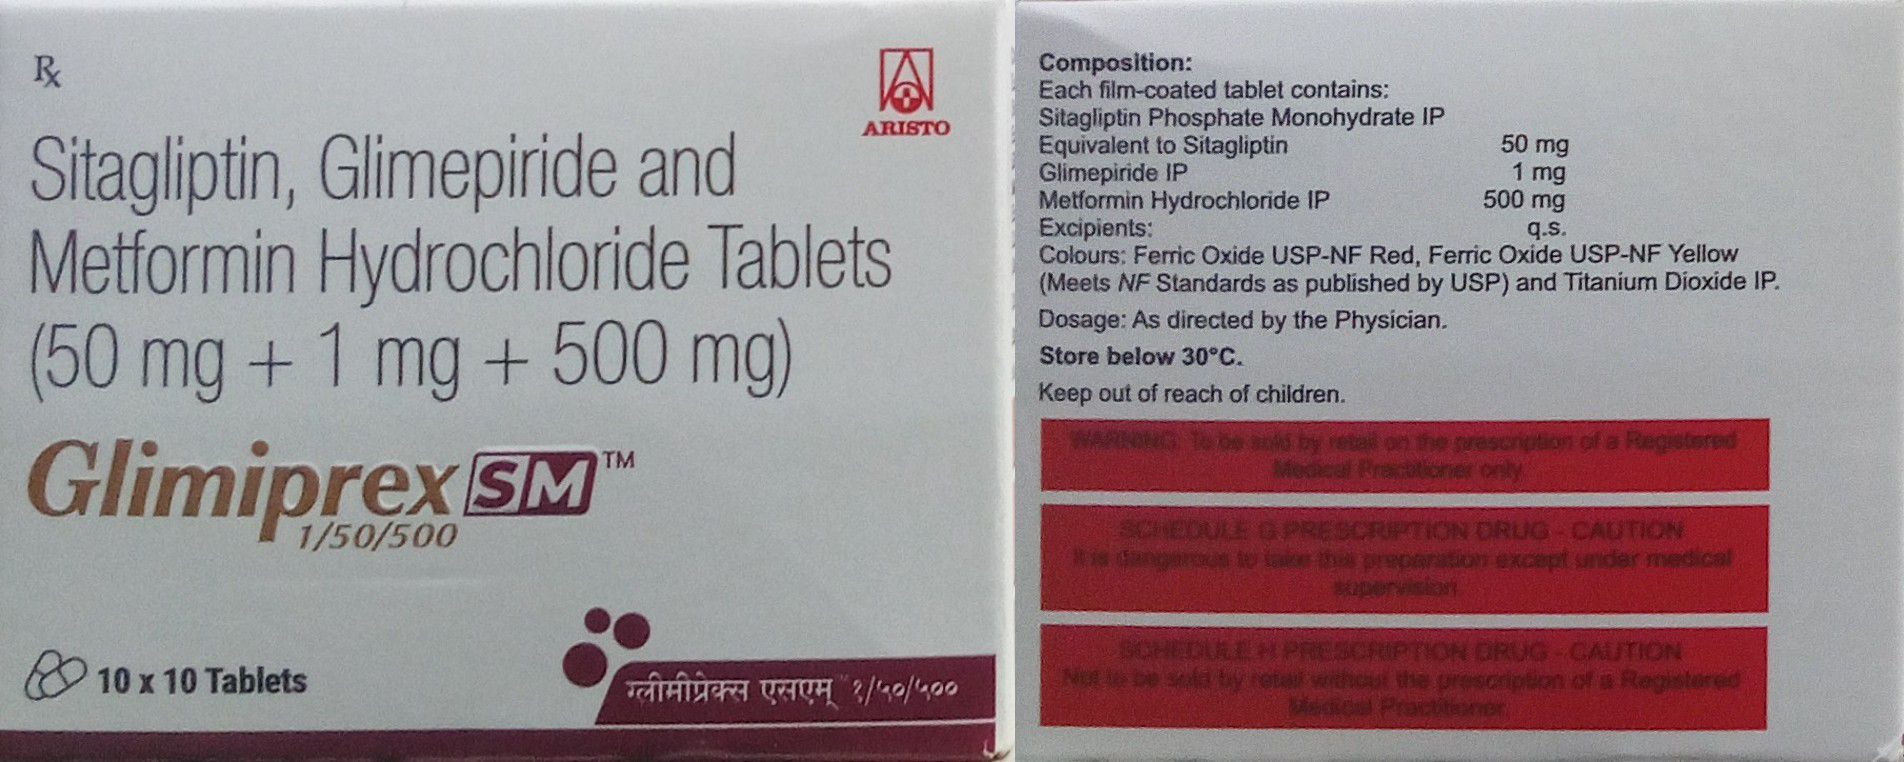 Rx
ARISTO
Sitagliptin, Glimepiride and
Metformin Hydrochloride Tablets
(50 mg + 1 mg + 500 mg)
Glimiprex SM™
1/50/500
10 x 10 Tablets
ग्लीमीप्रेक्स एसएम् ™ १/५०/५००
Composition:
Each film-coated tablet contains:
Sitagliptin Phosphate Monohydrate IP
Equivalent to Sitagliptin 50 mg
Glimepiride IP 1 mg
Metformin Hydrochloride IP 500 mg
Excipients: q.s.
Colours: Ferric Oxide USP-NF Red, Ferric Oxide USP-NF Yellow
(Meets NF Standards as published by USP) and Titanium Dioxide IP.
Dosage: As directed by the Physician.
Store below 30°C.
Keep out of reach of children.
WARNING: To be sold by retail on the prescription of a Registered
Medical Practitioner only.
SCHEDULE G PRESCRIPTION DRUG - CAUTION
It is dangerous to take this preparation except under medical
supervision.
SCHEDULE H PRESCRIPTION DRUG - CAUTION
Not to be sold by retail without the prescription of a Registered
Medical Practitioner.